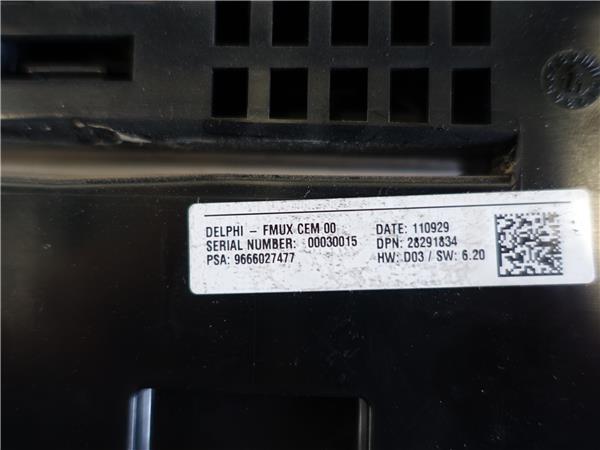 DELPHI - FMUX CEM 00 DATE: 110929
SERIAL NUMBER: 00030015 DPN: 28291834
PSA: 9666027477 HW: D03 / SW: 6.20